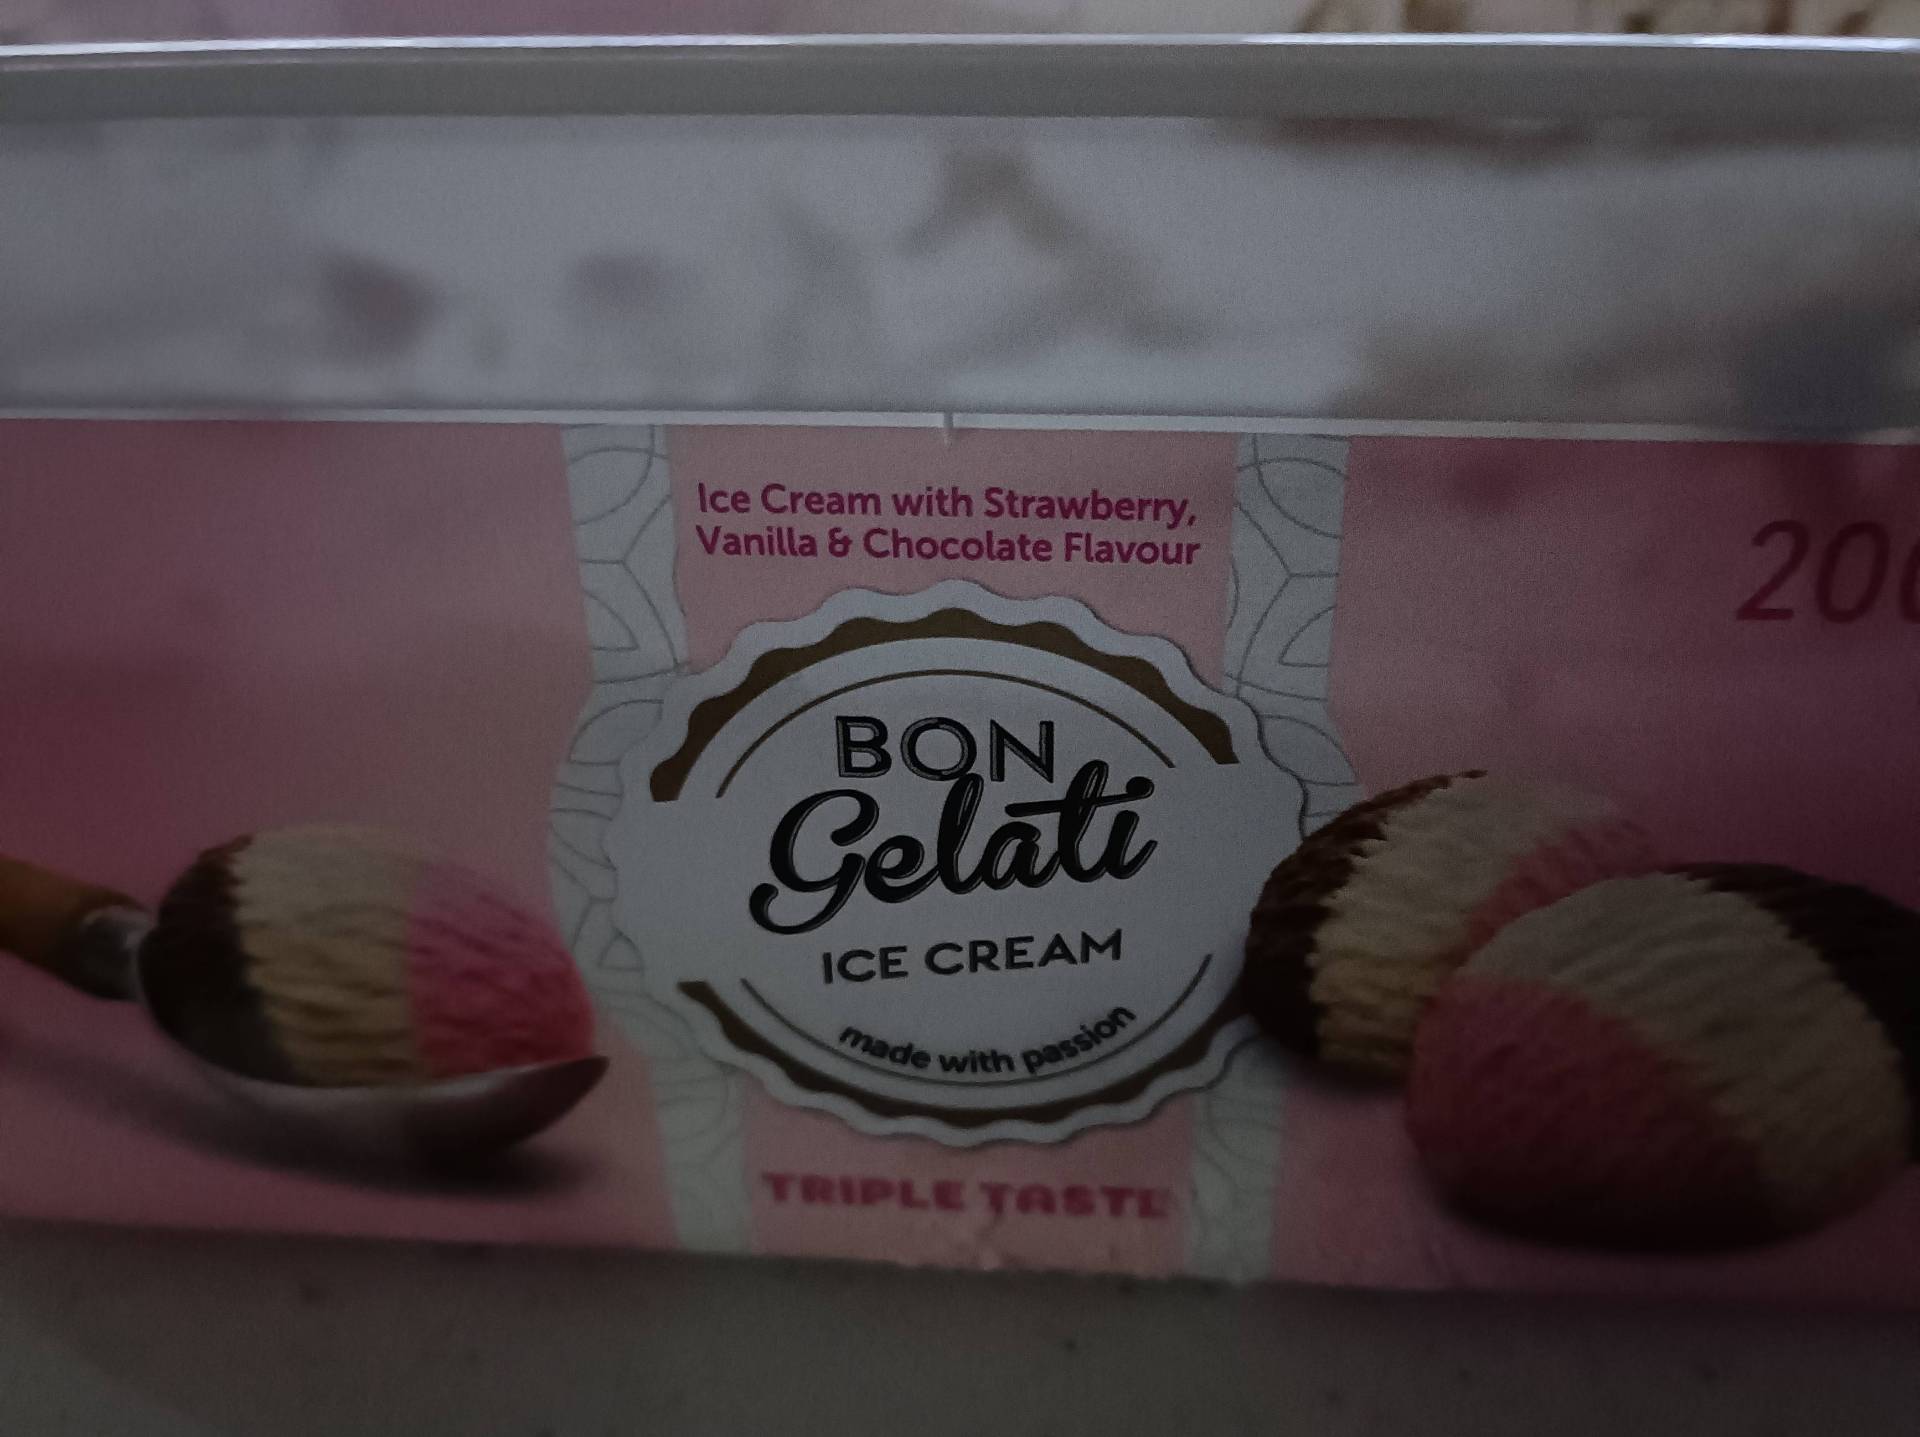 Ice Cream with Strawberry,
Vanilla & Chocolate Flavour
BON
Gelati
ICE CREAM
made with passion
TRIPLE TASTE